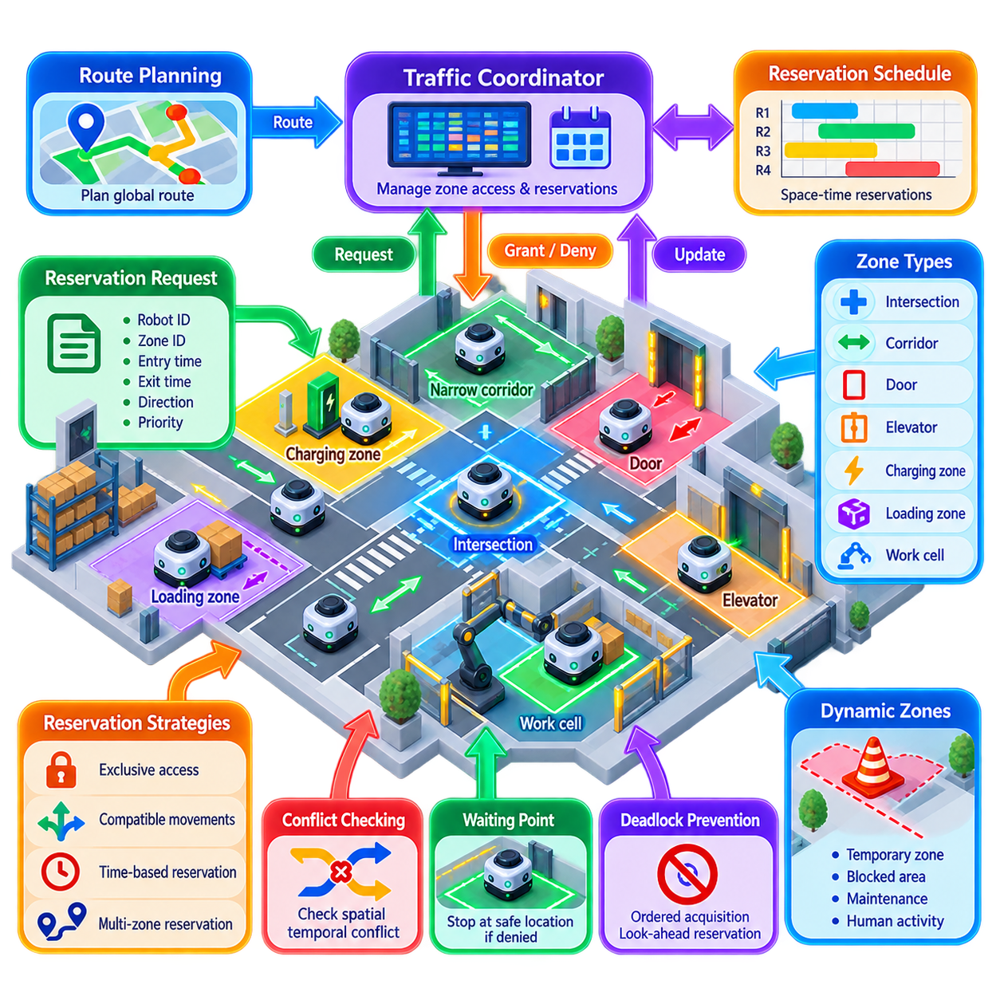 Route Planning
Plan global route
Route
Traffic Coordinator
Manage zone access & reservations
Reservation Schedule
R1
R2
R3
R4
Space-time reservations
Request
Grant / Deny
Update
Reservation Request
Robot ID
Zone ID
Entry time
Exit time
Direction
Priority
Zone Types
Intersection
Corridor
Door
Elevator
Charging zone
Loading zone
Work cell
Narrow corridor
Charging zone
Door
Intersection
Loading zone
Elevator
Work cell
Reservation Strategies
Exclusive access
Compatible movements
Time-based reservation
Multi-zone reservation
Conflict Checking
Check spatial
temporal conflict
Waiting Point
Stop at safe location
if denied
Deadlock Prevention
Ordered acquisition
Look-ahead reservation
Dynamic Zones
Temporary zone
Blocked area
Maintenance
Human activity